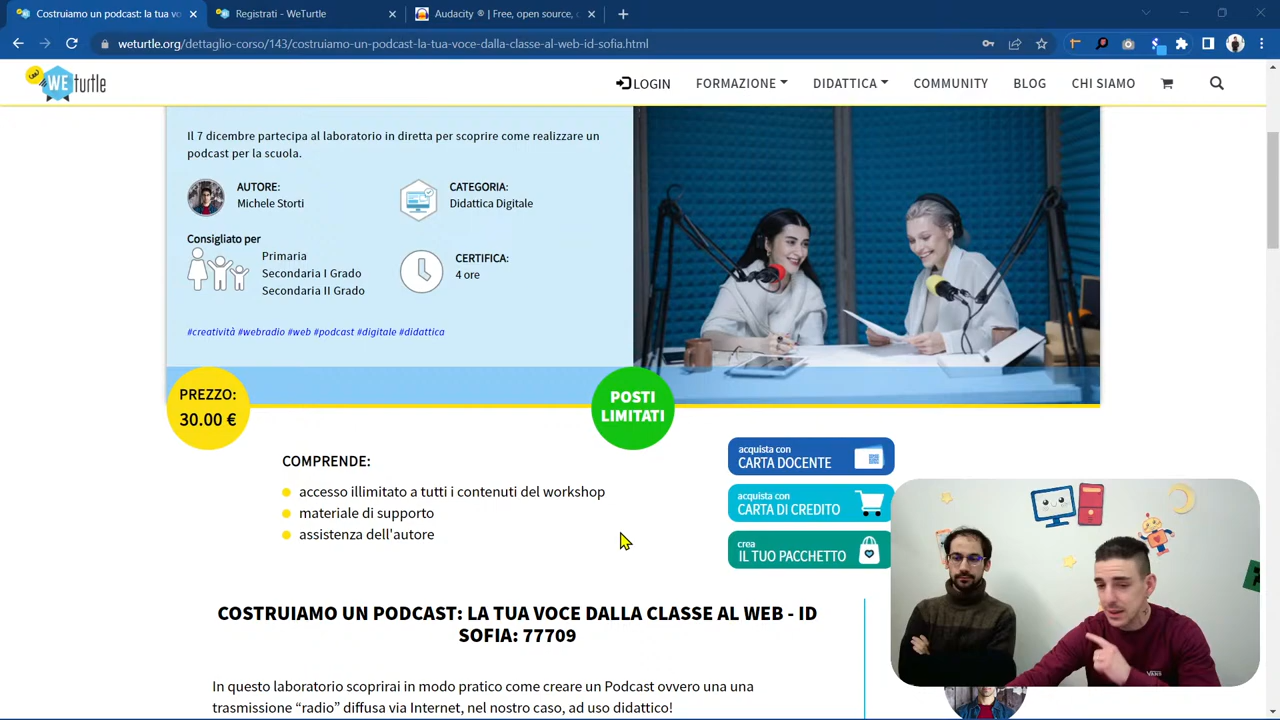 Costruiamo un podcast: la tua vo
Registrati - WeTurtle
Audacity ® | Free, open source, c
weturtle.org/dettaglio-corso/143/costruiamo-un-podcast-la-tua-voce-dalla-classe-al-web-id-sofia.html
WE turtle
LOGIN
FORMAZIONE
DIDATTICA
COMMUNITY
BLOG
CHI SIAMO
Il 7 dicembre partecipa al laboratorio in diretta per scoprire come realizzare un
podcast per la scuola.
AUTORE:
Michele Storti
CATEGORIA:
Didattica Digitale
Consigliato per
Primaria
Secondaria I Grado
Secondaria II Grado
CERTIFICA:
4 ore
#creatività #webradio #web #podcast #digitale #didattica
PREZZO:
30.00 €
POSTI
LIMITATI
COMPRENDE:
accesso illimitato a tutti i contenuti del workshop
materiale di supporto
assistenza dell'autore
acquista con
CARTA DOCENTE
acquista con
CARTA DI CREDITO
crea
IL TUO PACCHETTO
COSTRUIAMO UN PODCAST: LA TUA VOCE DALLA CLASSE AL WEB - ID
SOFIA: 77709
In questo laboratorio scoprirai in modo pratico come creare un Podcast ovvero una una
trasmissione “radio” diffusa via Internet, nel nostro caso, ad uso didattico!
VANS